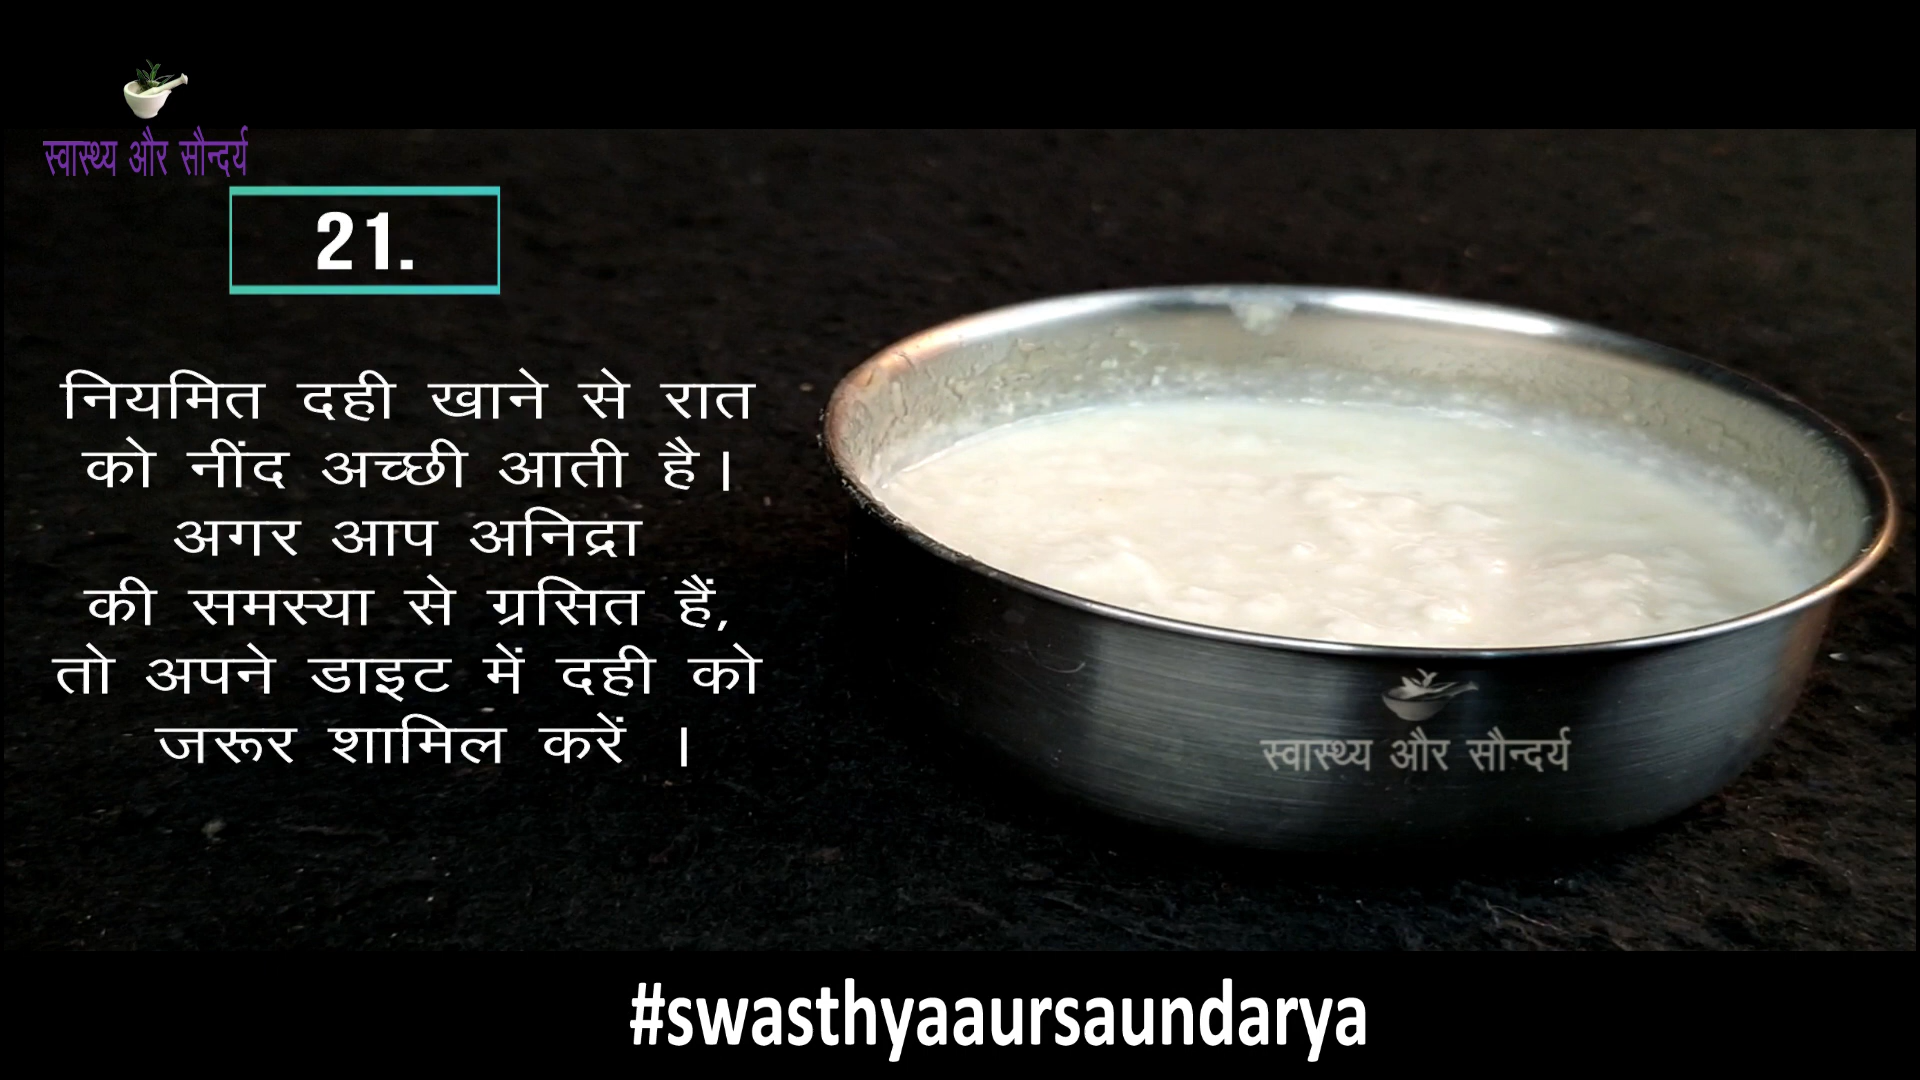 स्वास्थ्य और सौन्दर्य
21.
नियमित दही खाने से रात
को नींद अच्छी आती है।
अगर आप अनिद्रा
की समस्या से ग्रसित हैं,
तो अपने डाइट में दही को
जरूर शामिल करें ।
स्वास्थ्य और सौन्दर्य
#swasthyaaursaundarya